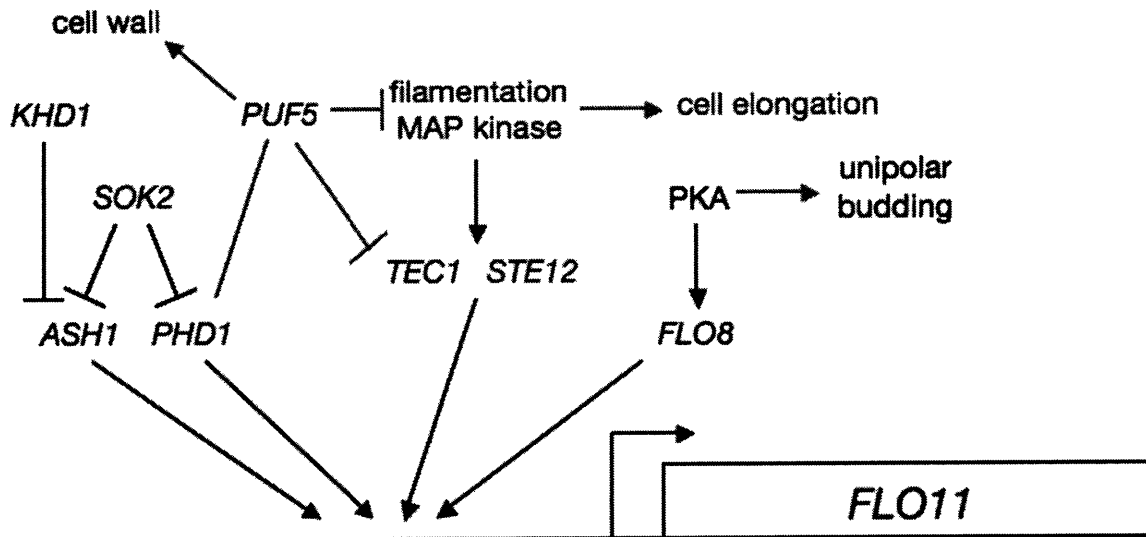 cell wall
KHD1
PUF5
filamentation
MAP kinase
cell elongation
SOK2
PKA
unipolar
budding
TEC1 STE12
ASH1 PHD1
FLO8
FLO11